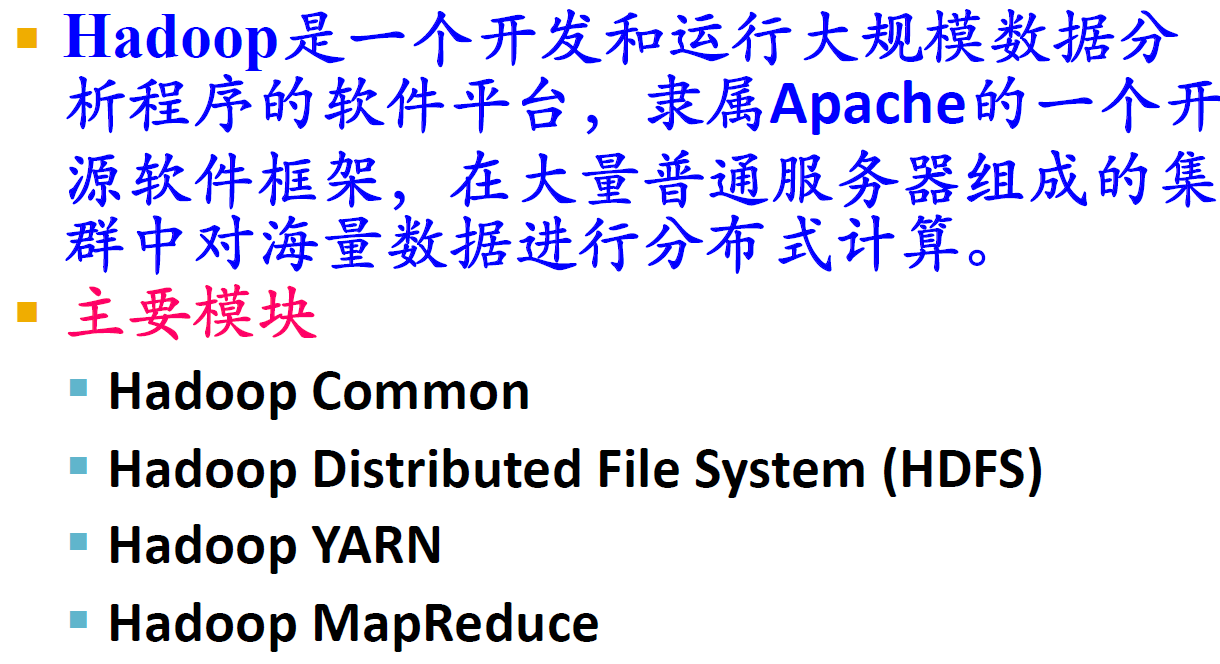 Hadoop是一个开发和运行大规模数据分
析程序的软件平台，隶属Apache的一个开
源软件框架，在大量普通服务器组成的集
群中对海量数据进行分布式计算。
主要模块
Hadoop Common
Hadoop Distributed File System (HDFS)
Hadoop YARN
Hadoop MapReduce